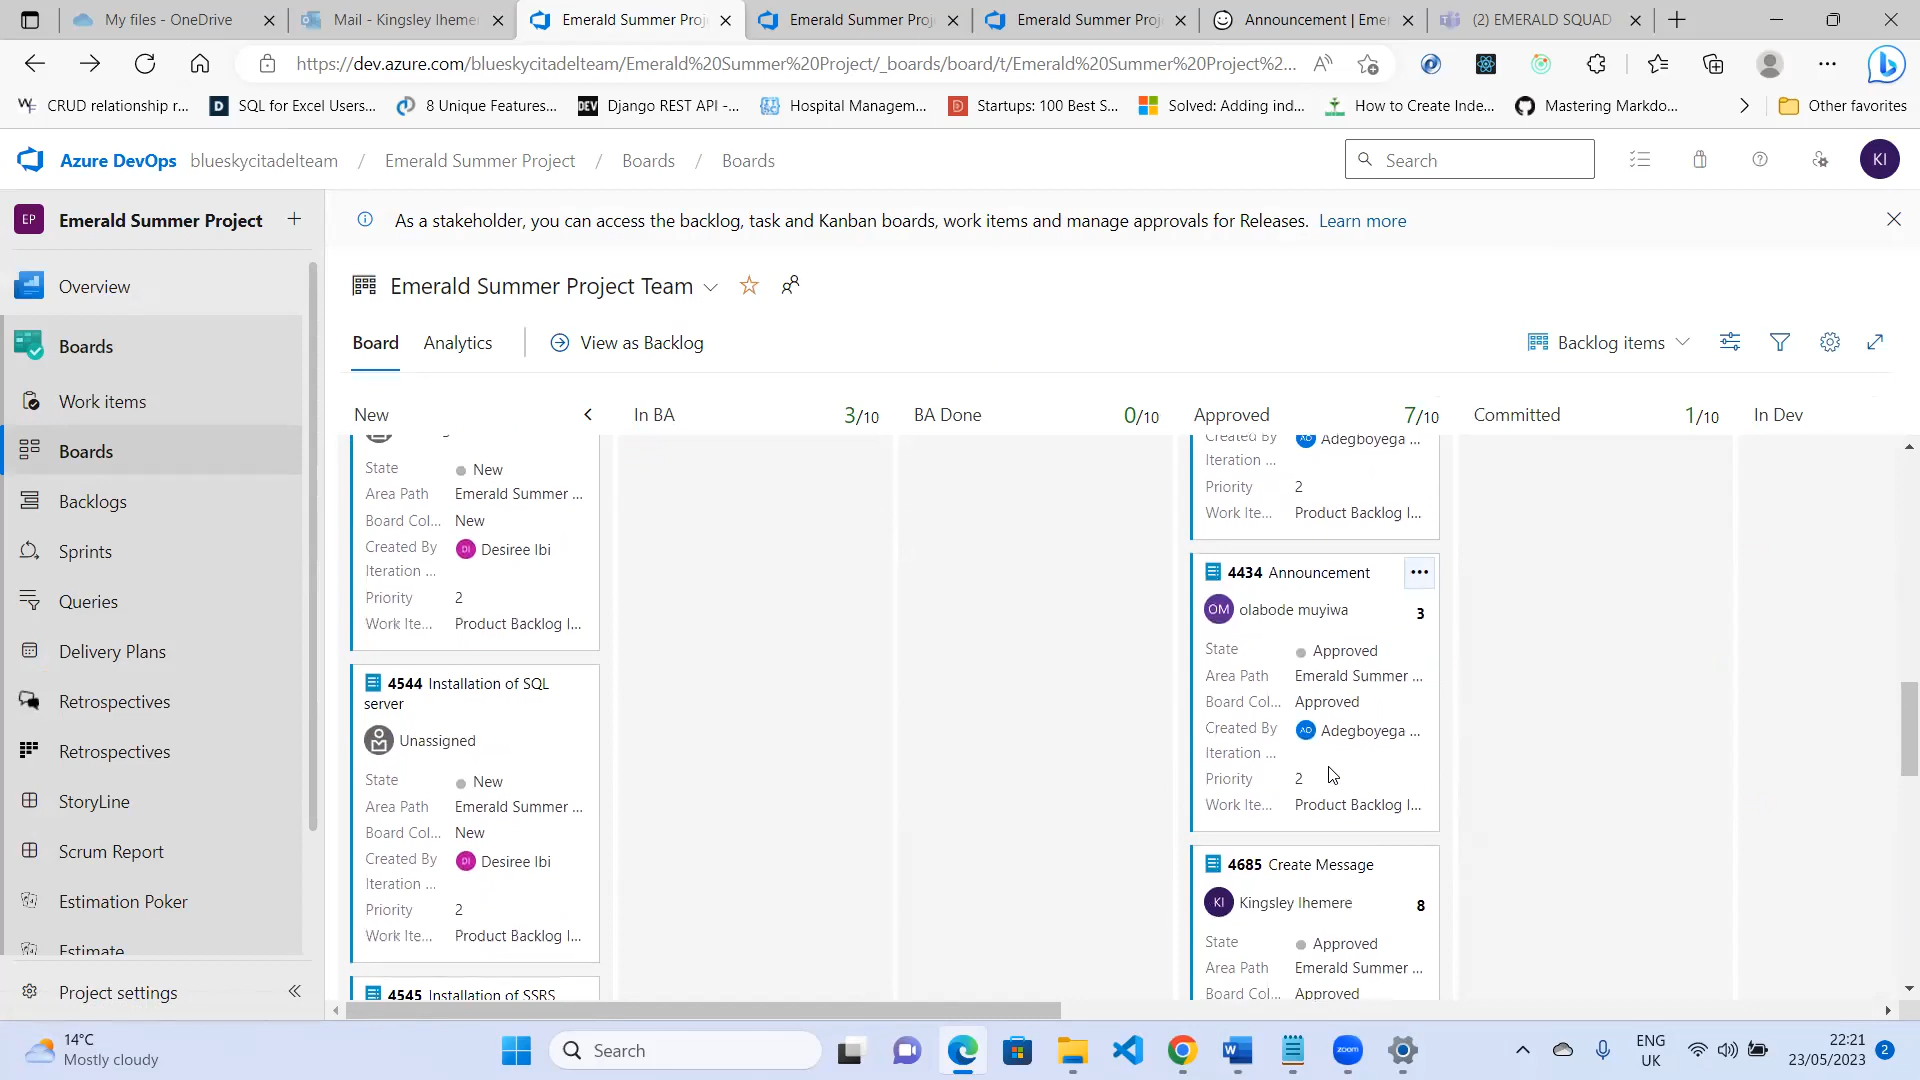 My files - OneDrive
Mail - Kingsley Iheme
Emerald Summer Proj
Emerald Summer Proj
Emerald Summer Proj
Announcement | Eme
(2) EMERALD SQUAD
https://dev.azure.com/blueskycitadelteam/Emerald%20Summer%20Project/_boards/board/t/Emerald%20Summer%20Project%2...
CRUD relationship r...
SQL for Excel Users...
8 Unique Features...
DEV Django REST API -...
Hospital Managem...
Startups: 100 Best S...
Solved: Adding ind...
How to Create Inde...
Mastering Markdo...
Other favorites
Azure DevOps blueskycitadelteam / Emerald Summer Project / Boards / Boards
Search
KI
EP Emerald Summer Project
As a stakeholder, you can access the backlog, task and Kanban boards, work items and manage approvals for Releases. Learn more
Overview
Boards
Work items
Boards
Backlogs
Sprints
Queries
Delivery Plans
Retrospectives
Retrospectives
StoryLine
Scrum Report
Estimation Poker
Estimate
Project settings
Emerald Summer Project Team
Board Analytics View as Backlog
Backlog items
New
In BA 3/10
BA Done 0/10
Approved 7/10
Committed 1/10
In Dev
State New
Area Path Emerald Summer ...
Board Col... New
Created By DI Desiree Ibi
Iteration ...
Priority 2
Work Ite... Product Backlog I...
4544 Installation of SQL
server
Unassigned
State New
Area Path Emerald Summer ...
Board Col... New
Created By DI Desiree Ibi
Iteration ...
Priority 2
Work Ite... Product Backlog I...
4545 Installation of SSRS
Created By AO Adegboyega ...
Iteration ...
Priority 2
Work Ite... Product Backlog I...
4434 Announcement
OM olabode muyiwa 3
State Approved
Area Path Emerald Summer ...
Board Col... Approved
Created By AO Adegboyega ...
Iteration ...
Priority 2
Work Ite... Product Backlog I...
4685 Create Message
KI Kingsley Ihemere 8
State Approved
Area Path Emerald Summer ...
Board Col... Approved
14°C
Mostly cloudy
Search
zoom
ENG
UK
22:21
23/05/2023
2